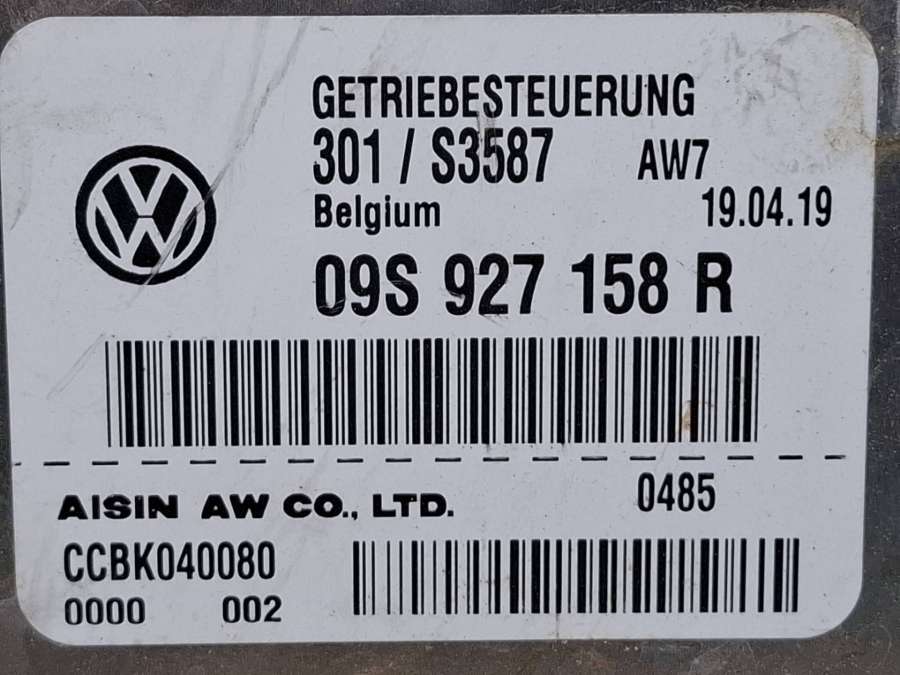 GETRIEBESTEUERUNG
301 / S3587 AW7
Belgium 19.04.19
09S 927 158 R
AISIN AW CO., LTD. 0485
CCBK040080
0000 002